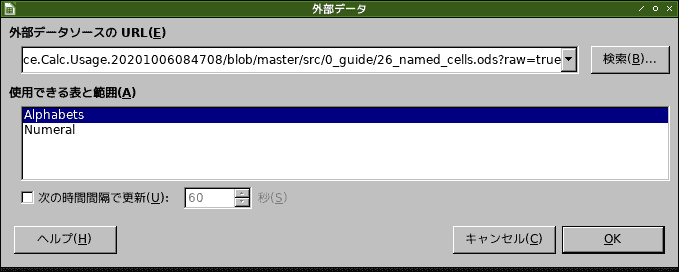 外部データ
外部データソースの URL(E)
ce.Calc.Usage.20201006084708/blob/master/src/0_guide/26_named_cells.ods?raw=true
検索(B)...
使用できる表と範囲(A)
Alphabets
Numeral
次の時間間隔で更新(U): 60 秒(S)
ヘルプ(H) キャンセル(C) OK